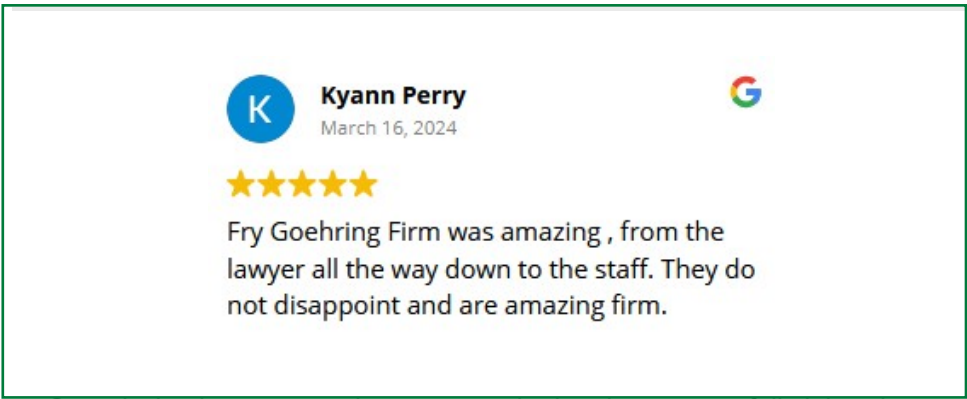 K
Kyann Perry
G
March 16, 2024
Fry Goehring Firm was amazing , from the
lawyer all the way down to the staff. They do
not disappoint and are amazing firm.